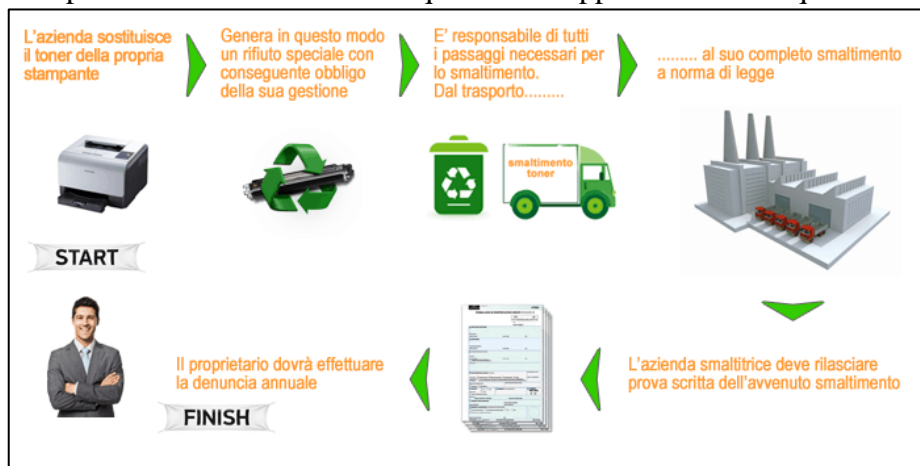 L'azienda sostituisce
il toner della propria
stampante
Genera in questo modo
un rifiuto speciale con
conseguente obbligo
della sua gestione
E' responsabile di tutti
i passaggi necessari per
lo smaltimento.
Dal trasporto.........
......... al suo completo smaltimento
a norma di legge
smaltimento
toner
START
L'azienda smaltitrice deve rilasciare
prova scritta dell'avvenuto smaltimento
Il proprietario dovrà effettuare
la denuncia annuale
FINISH